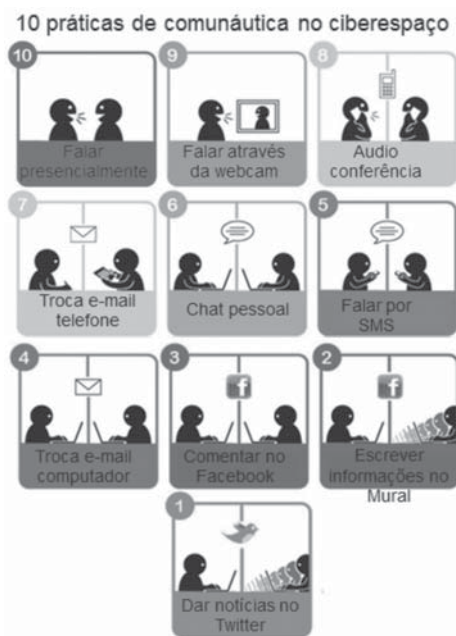 10 práticas de comunáutica no ciberespaço
10
Falar
presencialmente
9
Falar através
da webcam
8
Audio
conferência
7
Troca e-mail
telefone
6
Chat pessoal
5
Falar por
SMS
4
Troca e-mail
computador
3
f
Comentar no
Facebook
2
f
Escrever
informações no
Mural
1
Dar notícias no
Twitter